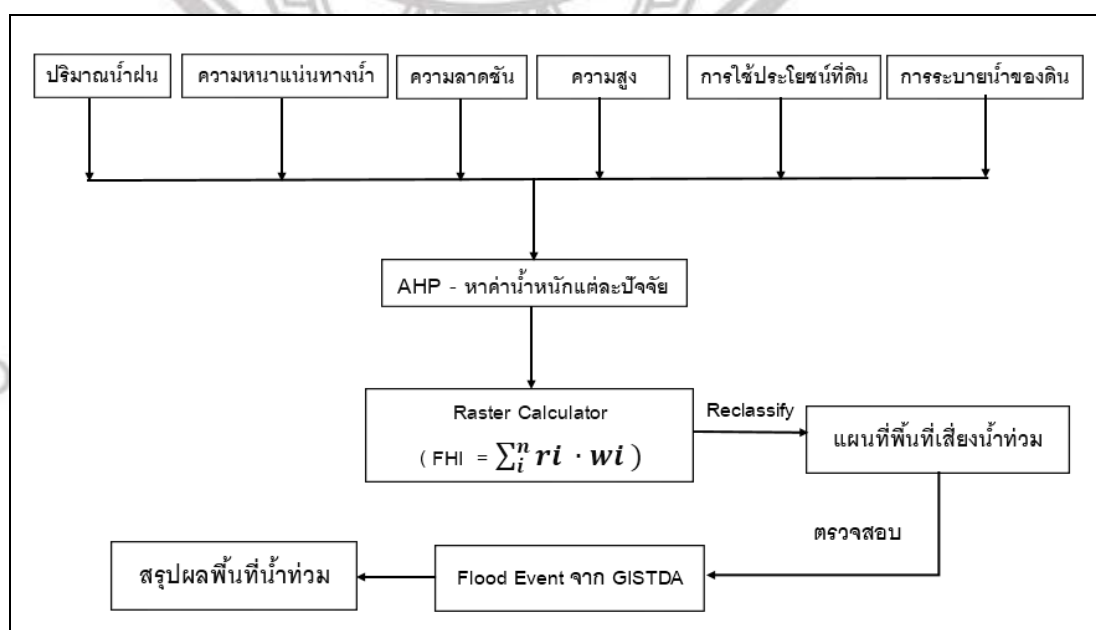 ปริมาณน้ำฝน
ความหนาแน่นทางน้ำ
ความลาดชัน
ความสูง
การใช้ประโยชน์ที่ดิน
การระบายน้ำของดิน
AHP - หาค่าน้ำหนักแต่ละปัจจัย
Raster Calculator
( FHI = ∑ⁿᵢ ri · wi )
Reclassify
แผนที่พื้นที่เสี่ยงน้ำท่วม
ตรวจสอบ
Flood Event จาก GISTDA
สรุปผลพื้นที่น้ำท่วม